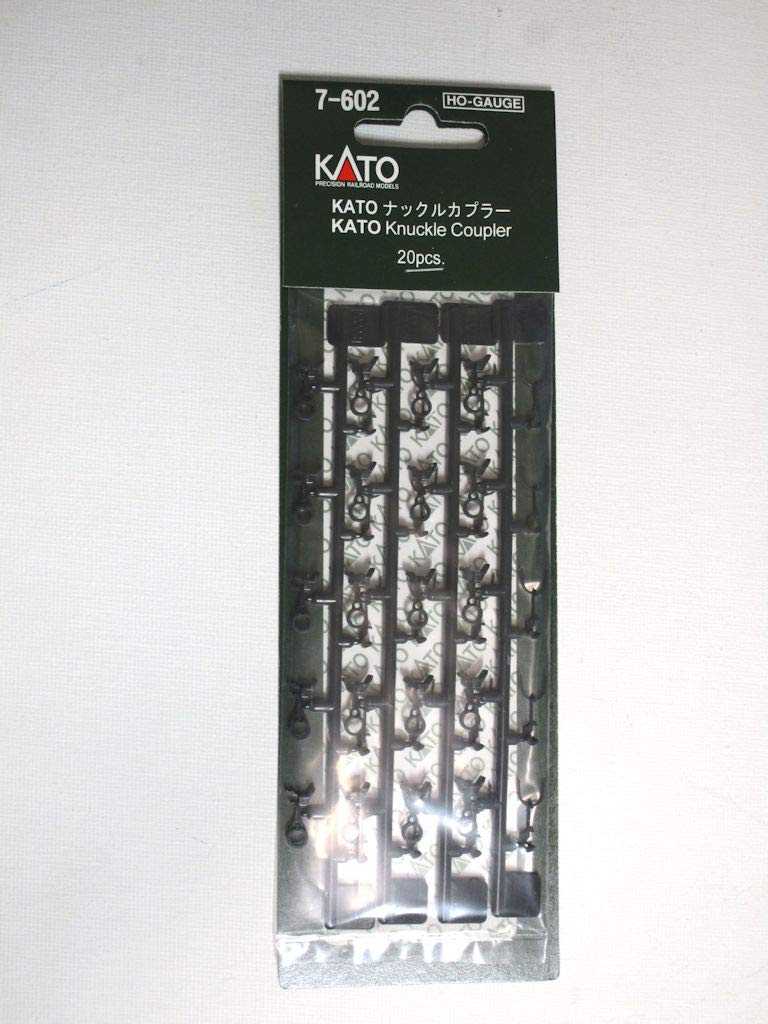 7-602
HO-GAUGE
KATO
PRECISION RAILROAD MODELS
KATO ナックルカプラー
KATO Knuckle Coupler
20pcs.